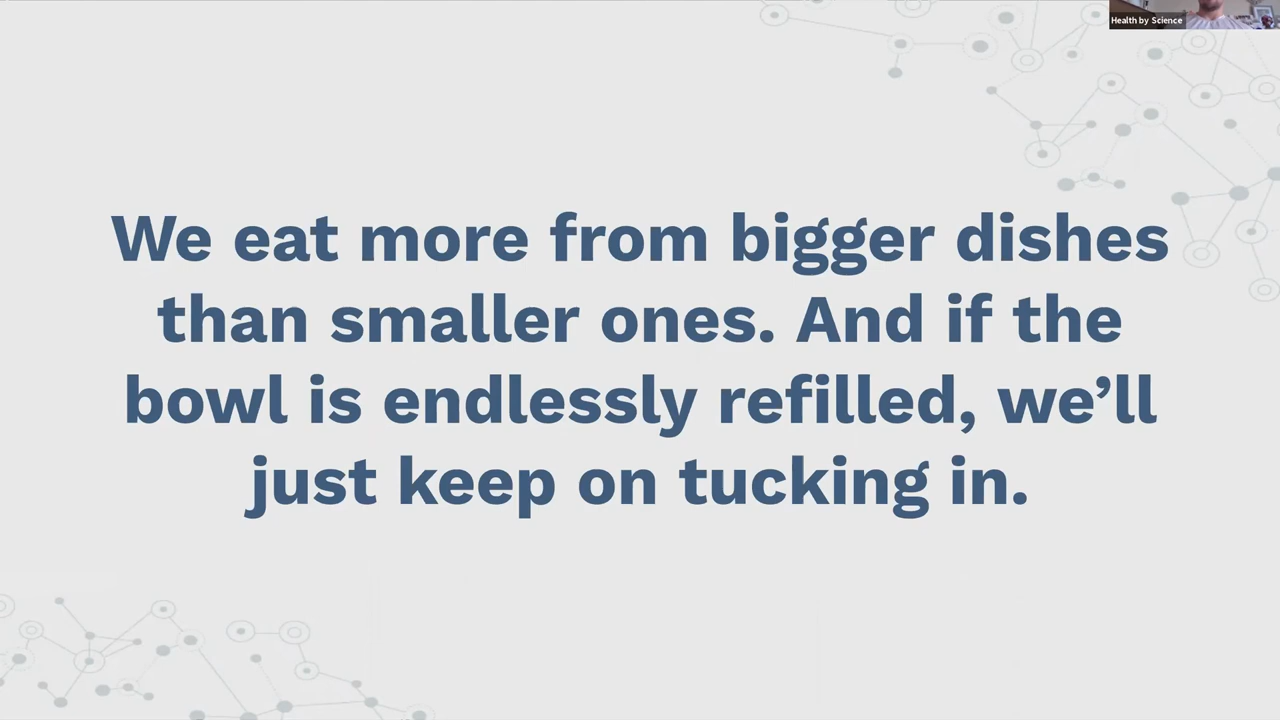 Health by Science
We eat more from bigger dishes
than smaller ones. And if the
bowl is endlessly refilled, we’ll
just keep on tucking in.